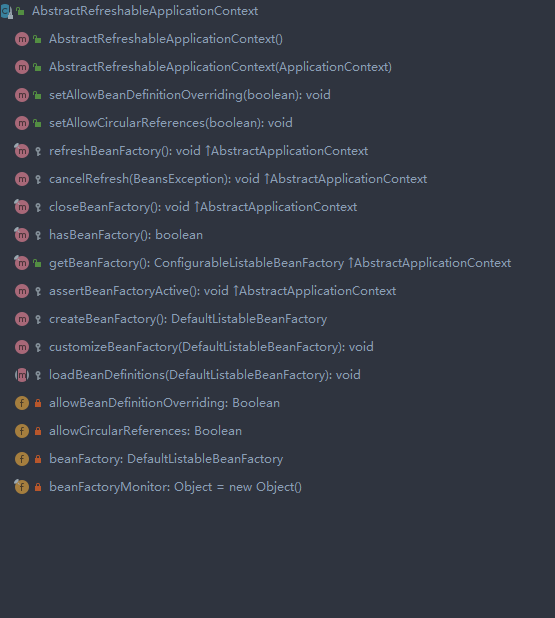 AbstractRefreshableApplicationContext
AbstractRefreshableApplicationContext()
AbstractRefreshableApplicationContext(ApplicationContext)
setAllowBeanDefinitionOverriding(boolean): void
setAllowCircularReferences(boolean): void
refreshBeanFactory(): void ↑AbstractApplicationContext
cancelRefresh(BeansException): void ↑AbstractApplicationContext
closeBeanFactory(): void ↑AbstractApplicationContext
hasBeanFactory(): boolean
getBeanFactory(): ConfigurableListableBeanFactory ↑AbstractApplicationContext
assertBeanFactoryActive(): void ↑AbstractApplicationContext
createBeanFactory(): DefaultListableBeanFactory
customizeBeanFactory(DefaultListableBeanFactory): void
loadBeanDefinitions(DefaultListableBeanFactory): void
allowBeanDefinitionOverriding: Boolean
allowCircularReferences: Boolean
beanFactory: DefaultListableBeanFactory
beanFactoryMonitor: Object = new Object()